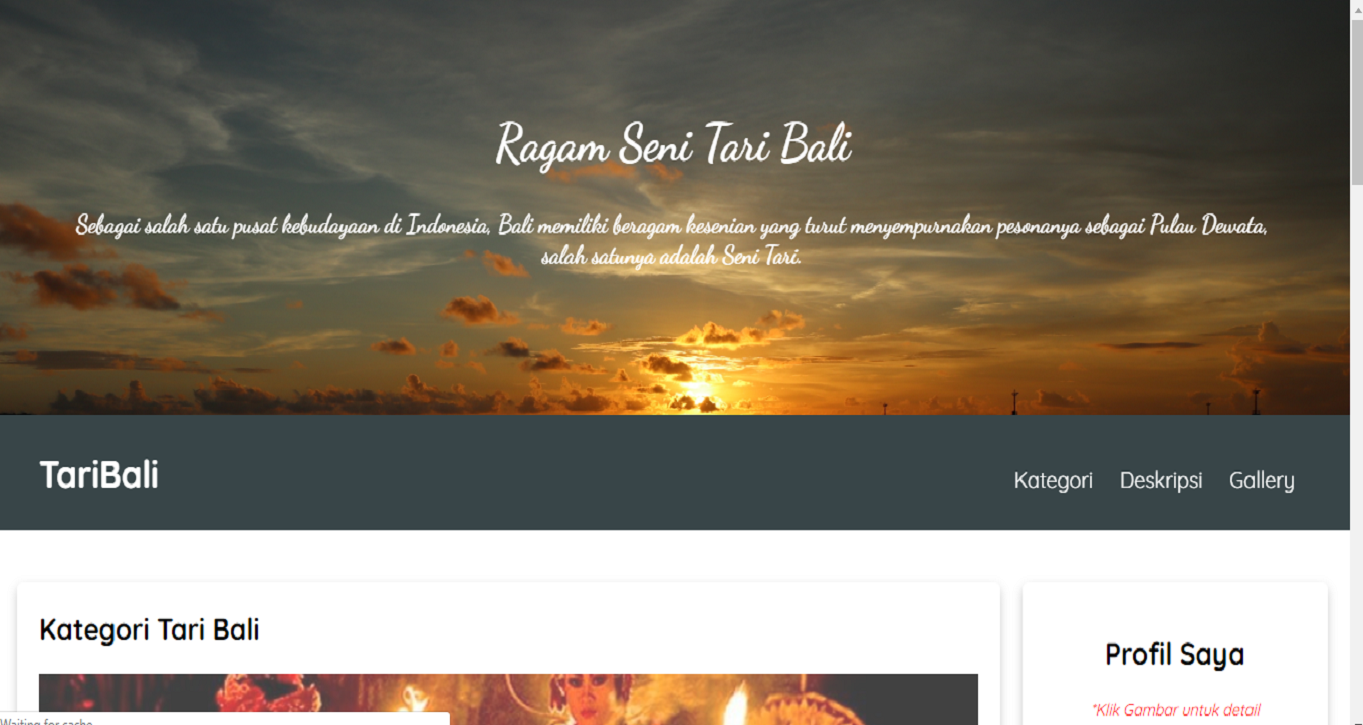 Ragam Seni Tari Bali
Sebagai salah satu pusat kebudayaan di Indonesia, Bali memiliki beragam kesenian yang turut menyempurnakan pesonanya sebagai Pulau Dewata,
salah satunya adalah Seni Tari.
TariBali
Kategori Deskripsi Gallery
Kategori Tari Bali
Profil Saya
*Klik Gambar untuk detail
Waiting for cache